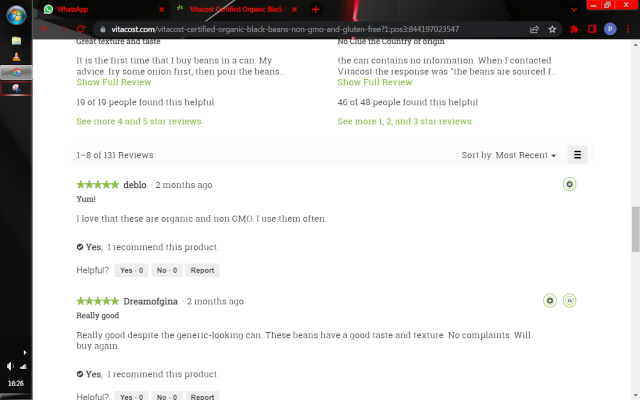 WhatsApp
Vitacost Certified Organic Black B
vitacost.com/vitacost-certified-organic-black-beans-non-gmo-and-gluten-free?1:pos3:844197023547
P
Great texture and taste
It is the first time that I buy beans in a can. My
advice: fry some onion first, then pour the beans...
Show Full Review
19 of 19 people found this helpful
See more 4 and 5 star reviews
No Clue the Country of origin
the can contains no information. When I contacted
Vitacost the response was "the beans are sourced f...
Show Full Review
46 of 48 people found this helpful
See more 1, 2, and 3 star reviews
1–8 of 131 Reviews
Sort by: Most Recent
deblo · 2 months ago
Yum!
I love that these are organic and non GMO. I use them often.
Yes, I recommend this product.
Helpful? Yes · 0 No · 0 Report
Dreamofgina · 2 months ago
Really good
Really good despite the generic-looking can. These beans have a good taste and texture. No complaints. Will
buy again.
Yes, I recommend this product.
Helpful? Yes · 0 No · 0 Report
16:26